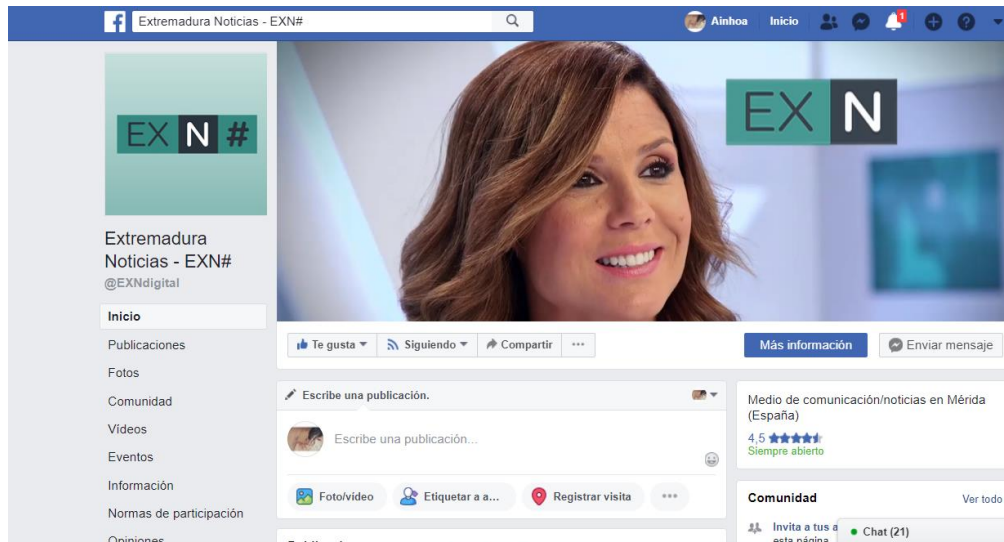 Extremadura Noticias - EXN#
Ainhoa
Inicio
1
EX N #
EX N
Extremadura
Noticias - EXN#
@EXNdigital
Inicio
Publicaciones
Fotos
Comunidad
Vídeos
Eventos
Información
Normas de participación
Opiniones
Te gusta
Siguiendo
Compartir
Más información
Enviar mensaje
Escribe una publicación.
Escribe una publicación...
Foto/vídeo
Etiquetar a a...
Registrar visita
Medio de comunicación/noticias en Mérida
(España)
4,5
Siempre abierto
Comunidad
Ver todo
Invita a tus a
esta página
Chat (21)